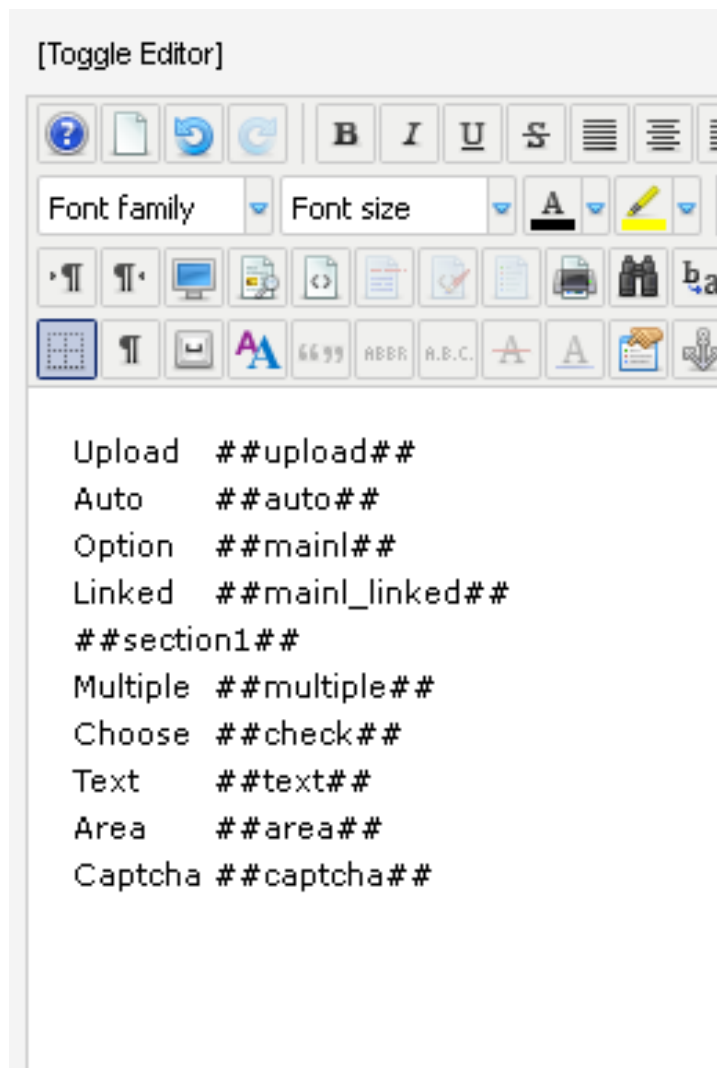 [Toggle Editor]
B I U S
Font family Font size A
ABBR A.B.C. A A
Upload ##upload##
Auto ##auto##
Option ##mainl##
Linked ##mainl_linked##
##section1##
Multiple ##multiple##
Choose ##check##
Text ##text##
Area ##area##
Captcha ##captcha##